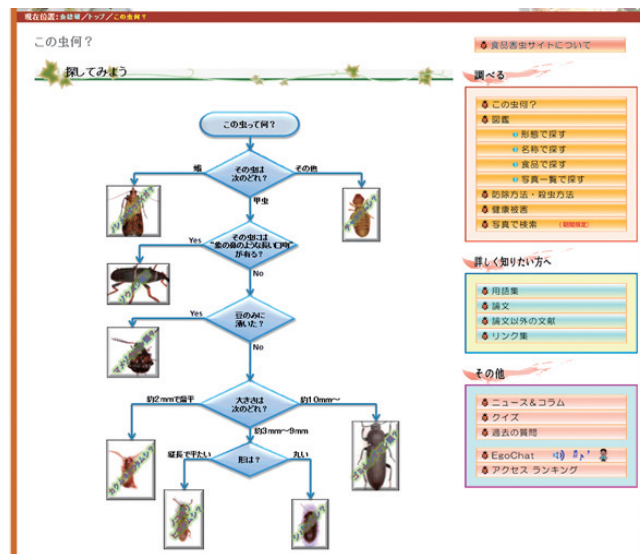 現在位置:食総研/トップ/この虫何?
この虫何?
探してみよう
この虫って何?
その虫は
次のどれ?
蛾
その他
甲虫
その虫には
"象の鼻のような長い口吻"
が有る?
Yes
No
豆のみに
湧いた?
Yes
No
大きさは
次のどれ?
約2mmで扁平
約10mm〜
約3mm〜9mm
形は?
縦長で平たい
丸い
食品害虫サイトについて
調べる
この虫何?
図鑑
形態で探す
名称で探す
食品で探す
写真一覧で探す
防除方法・殺虫方法
健康被害
写真で検索 (期間限定)
詳しく知りたい方へ
用語集
論文
論文以外の文献
リンク集
その他
ニュース&コラム
クイズ
過去の質問
EgoChat
アクセス ランキング